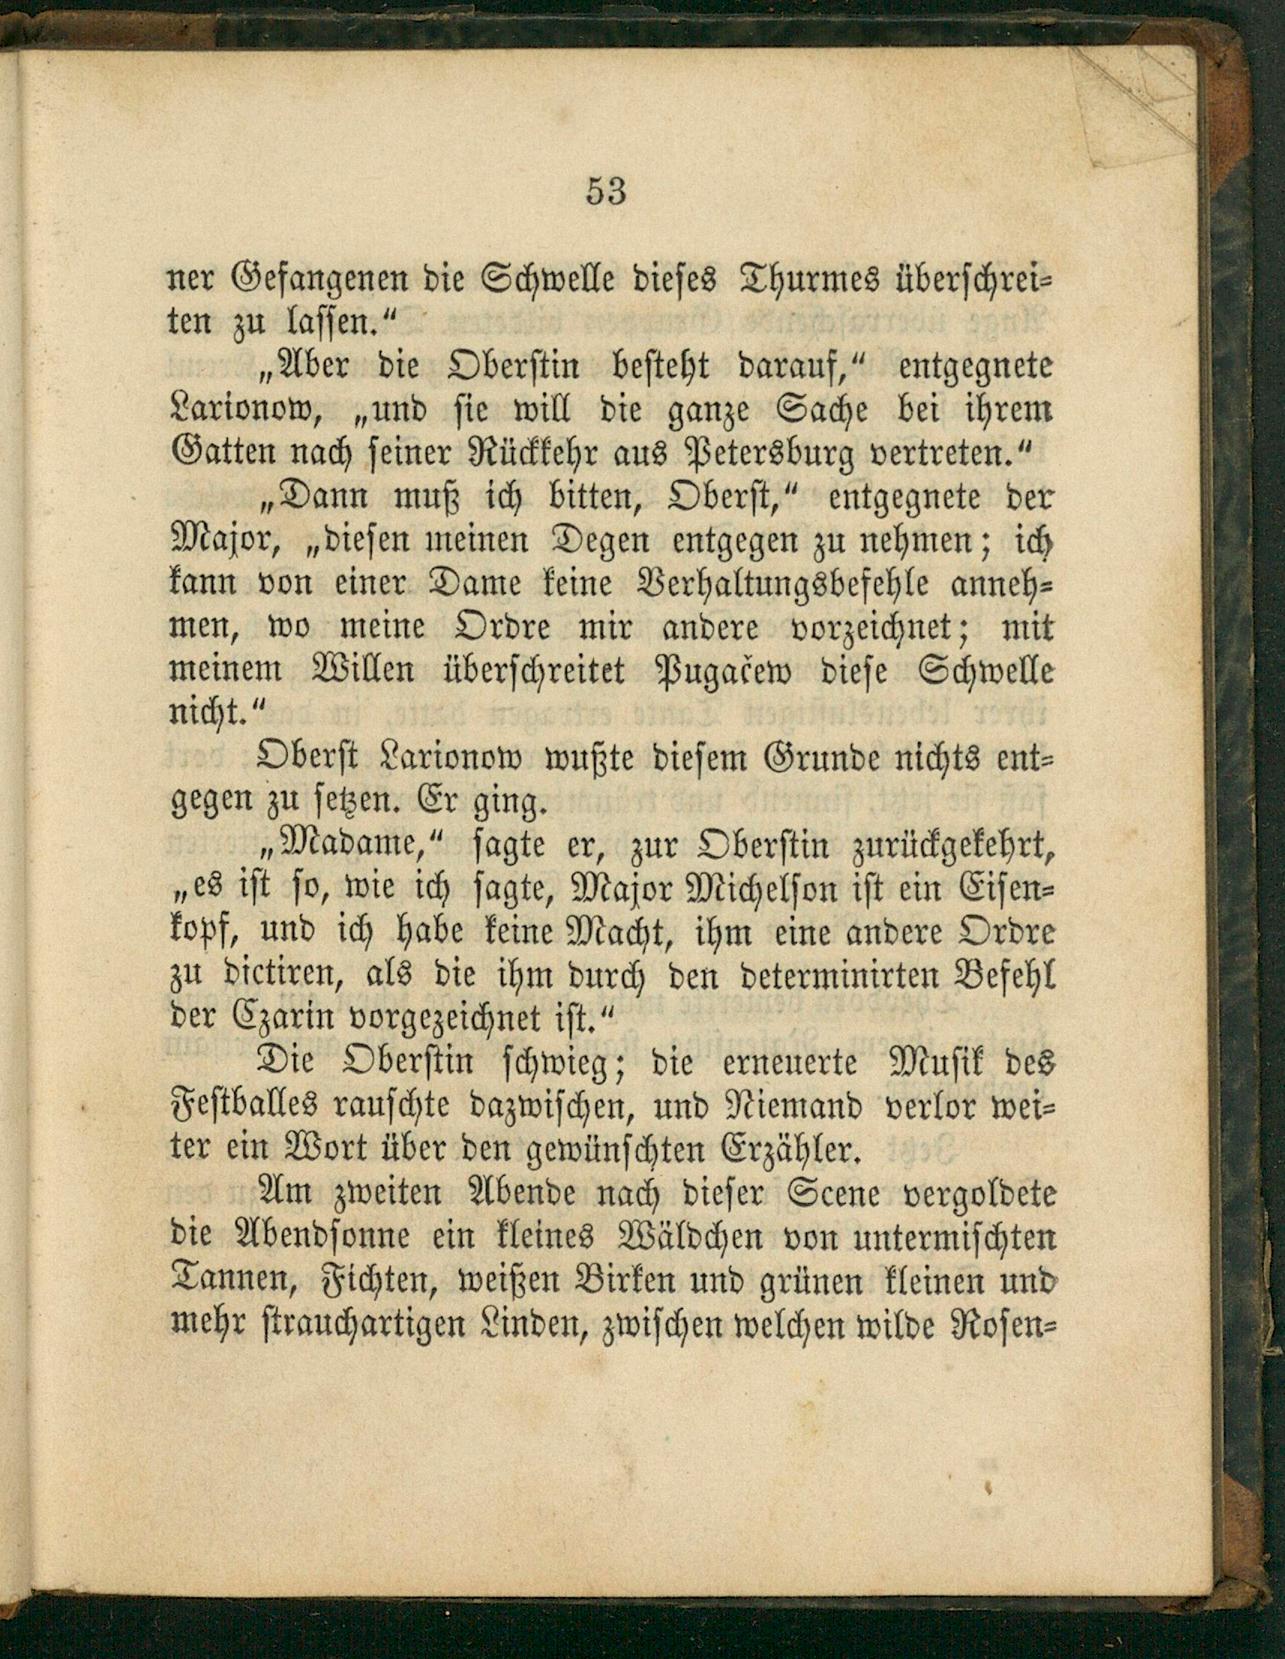 53
ner Gefangenen die Schwelle dieses Thurmes überschrei-
ten zu lassen.“
„Aber die Oberstin besteht darauf,“ entgegnete
Larionow, „und sie will die ganze Sache bei ihrem
Gatten nach seiner Rückkehr aus Petersburg vertreten.“
„Dann muß ich bitten, Oberst,“ entgegnete der
Major, „diesen meinen Degen entgegen zu nehmen; ich
kann von einer Dame keine Verhaltungsbefehle anneh-
men, wo meine Ordre mir andere vorzeichnet; mit
meinem Willen überschreitet Pugačew diese Schwelle
nicht.“
Oberst Larionow wußte diesem Grunde nichts ent-
gegen zu setzen. Er ging.
„Madame,“ sagte er, zur Oberstin zurückgekehrt,
„es ist so, wie ich sagte, Major Michelson ist ein Eisen-
kopf, und ich habe keine Macht, ihm eine andere Ordre
zu dictiren, als die ihm durch den determinirten Befehl
der Czarin vorgezeichnet ist.“
Die Oberstin schwieg; die erneuerte Musik des
Festballes rauschte dazwischen, und Niemand verlor wei-
ter ein Wort über den gewünschten Erzähler.
Am zweiten Abende nach dieser Scene vergoldete
die Abendsonne ein kleines Wäldchen von untermischten
Tannen, Fichten, weißen Birken und grünen kleinen und
mehr strauchartigen Linden, zwischen welchen wilde Rosen-